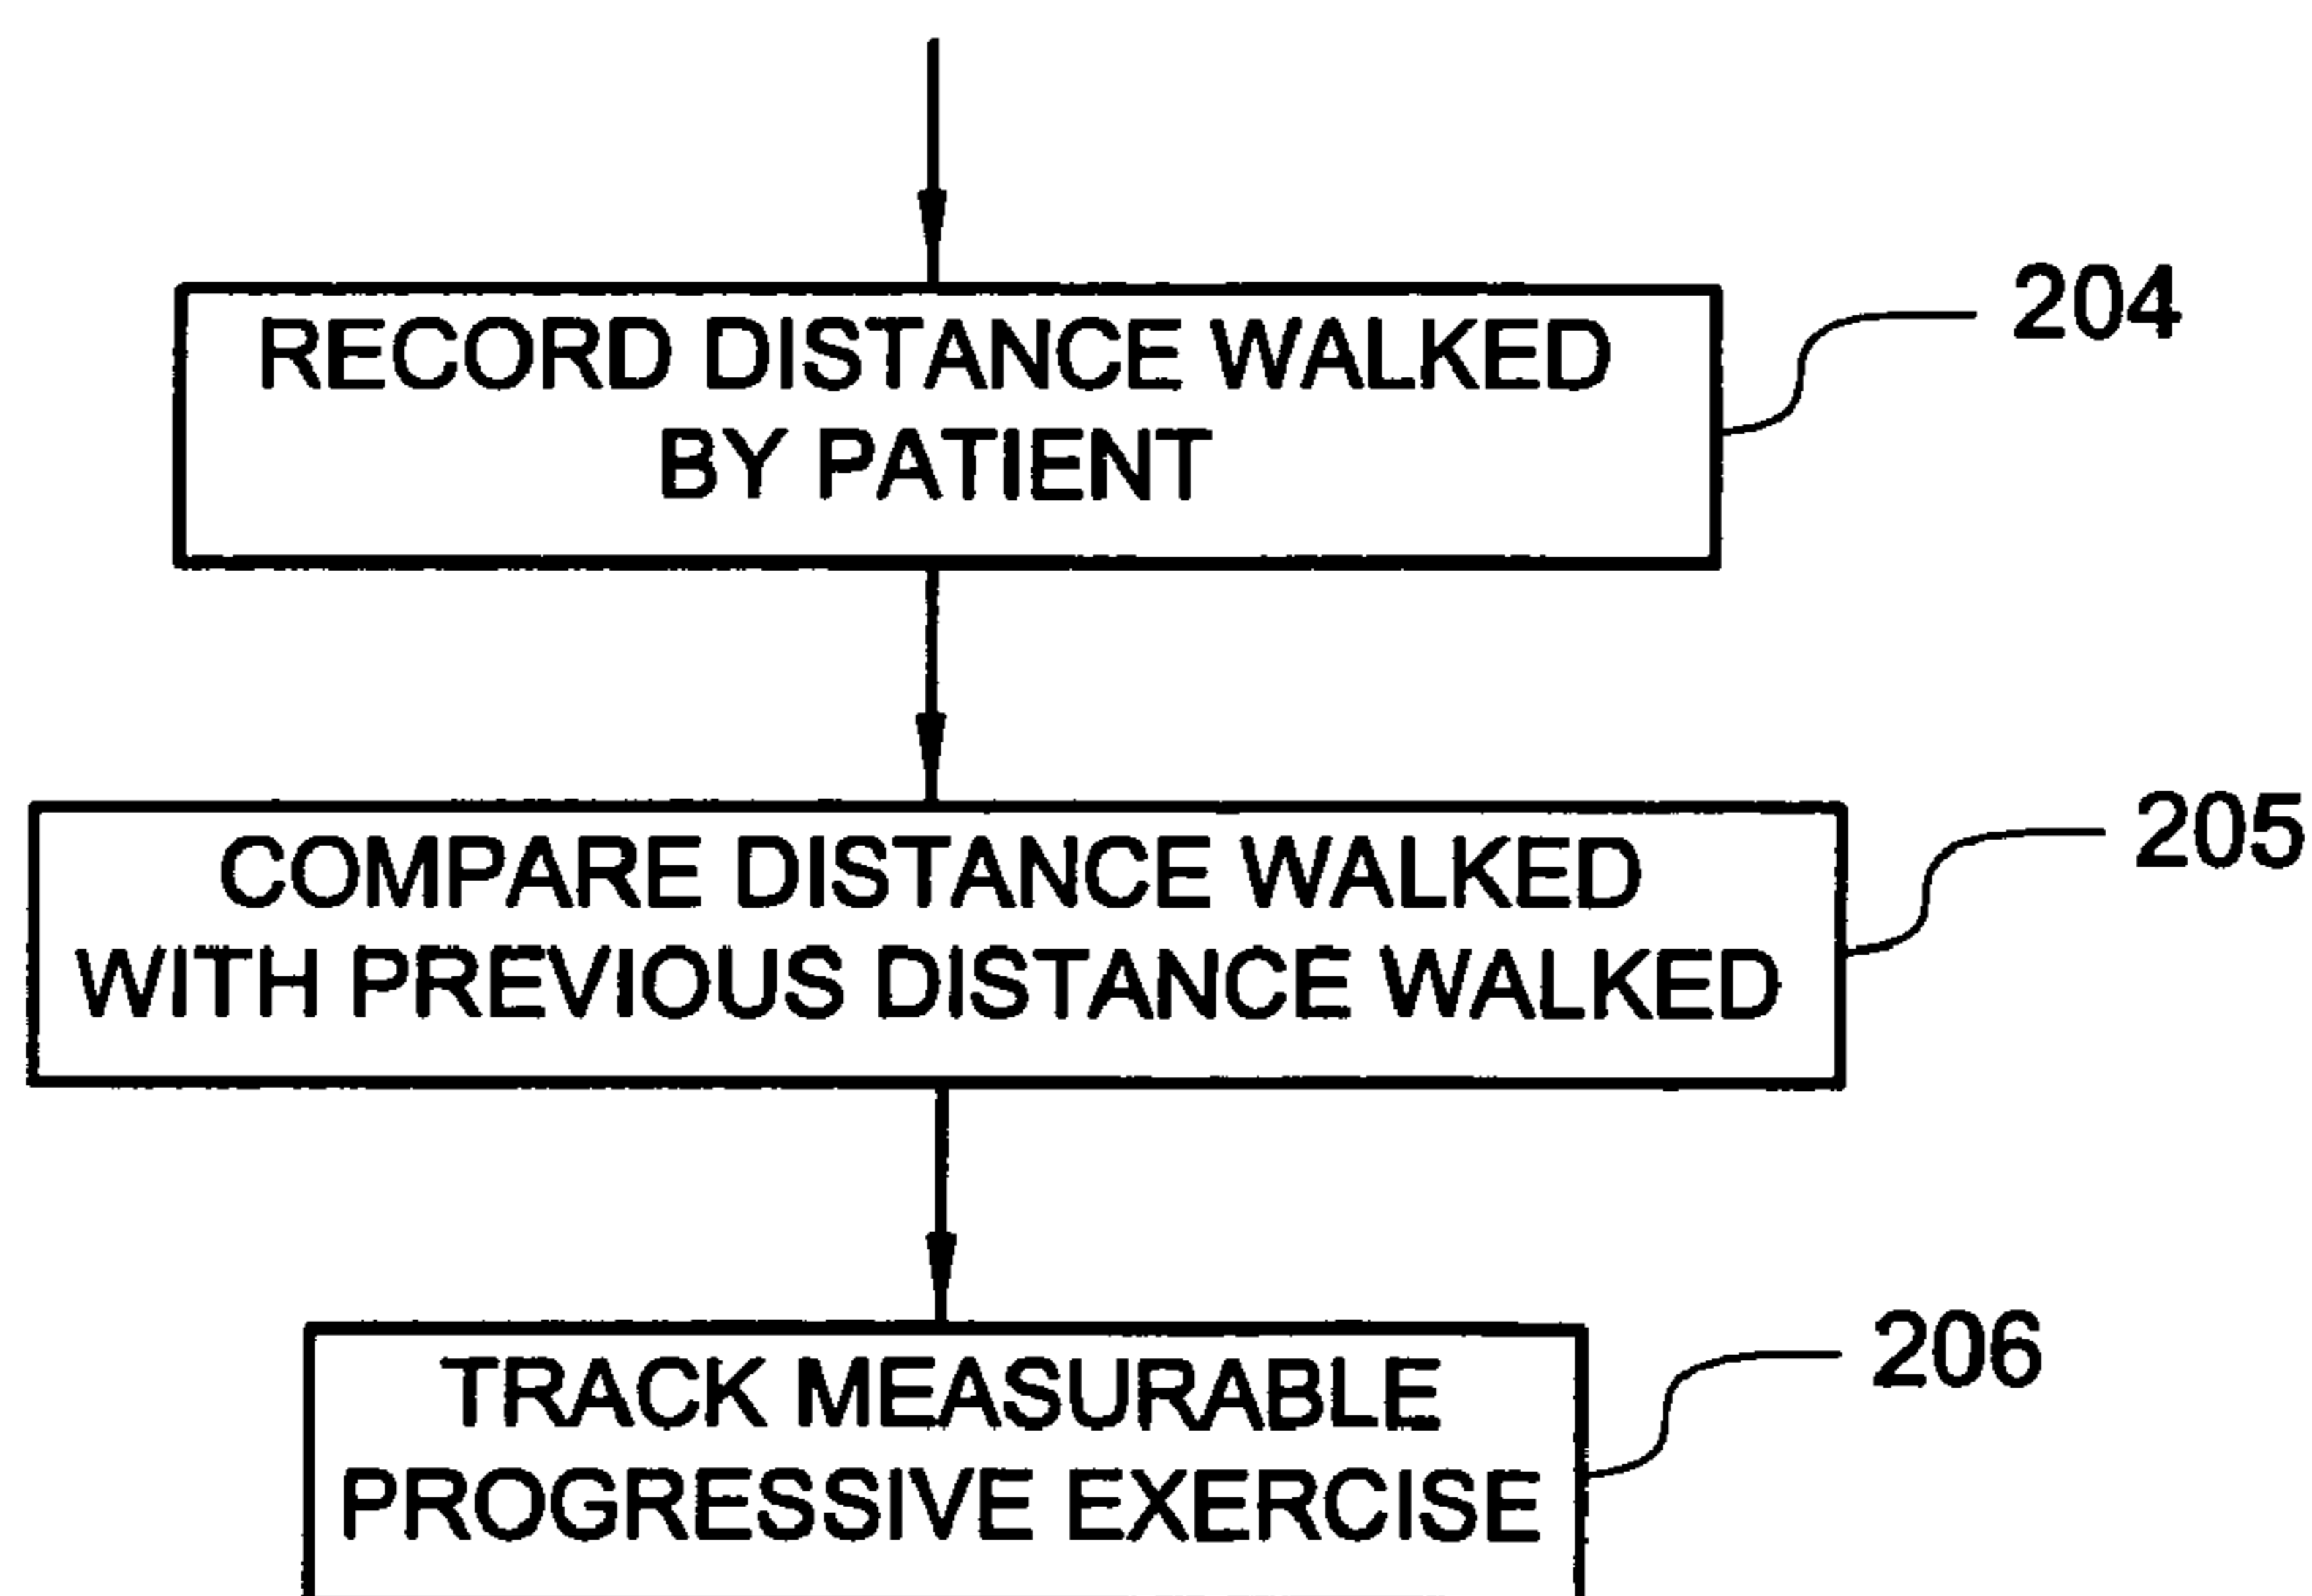 RECORD DISTANCE WALKED
BY PATIENT
204
COMPARE DISTANCE WALKED
WITH PREVIOUS DISTANCE WALKED
205
TRACK MEASURABLE
PROGRESSIVE EXERCISE
206